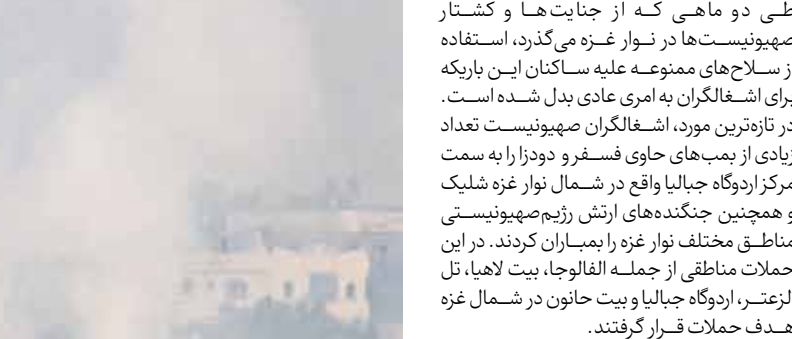 طی دو ماهی که از جنایت‌ها و کشتار
صهیونیست‌ها در نوار غزه می‌گذرد، استفاده
از سلاح‌های ممنوعه علیه ساکنان این باریکه
برای اشغالگران به امری عادی بدل شده است.
در تازه‌ترین مورد، اشغالگران صهیونیست تعداد
زیادی از بمب‌های حاوی فسفر و دودزا را به سمت
مرکز اردوگاه جبالیا واقع در شمال نوار غزه شلیک
و همچنین جنگنده‌های ارتش رژیم‌صهیونیستی
مناطق مختلف نوار غزه را بمباران کردند. در این
حملات مناطقی از جمله الفالوجا، بیت لاهیا، تل
الزعتر، اردوگاه جبالیا و بیت حانون در شمال غزه
هدف حملات قرار گرفتند.